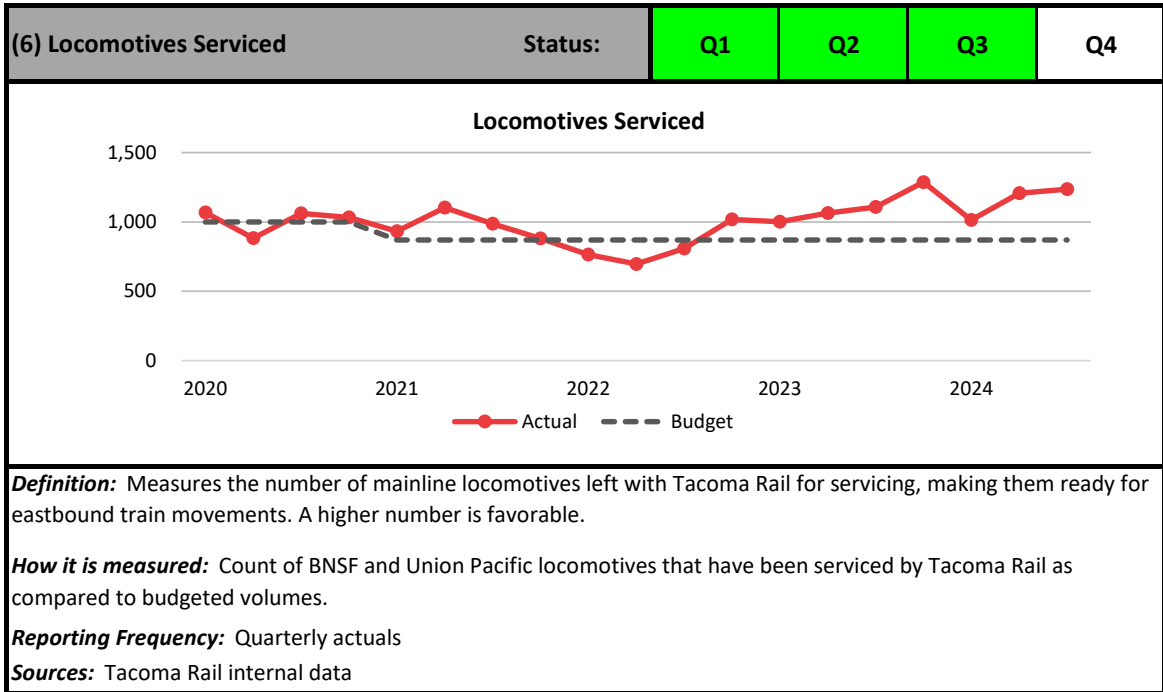 (6) Locomotives Serviced Status: Q1 Q2 Q3 Q4
Locomotives Serviced
1,500
1,000
500
0
2020 2021 2022 2023 2024
Actual Budget
Definition: Measures the number of mainline locomotives left with Tacoma Rail for servicing, making them ready for
eastbound train movements. A higher number is favorable.
How it is measured: Count of BNSF and Union Pacific locomotives that have been serviced by Tacoma Rail as
compared to budgeted volumes.
Reporting Frequency: Quarterly actuals
Sources: Tacoma Rail internal data